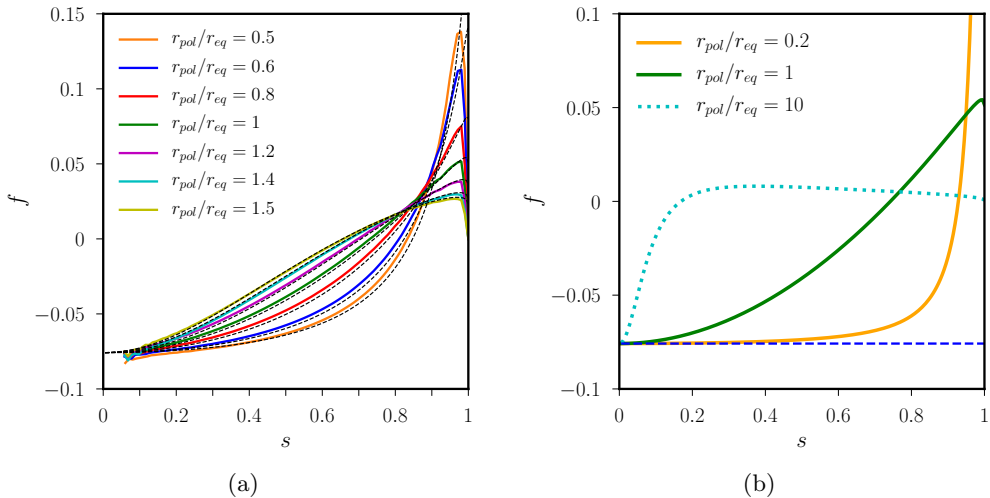 0.15
0.1
0.05
0
−0.05
−0.1
f
r_pol/r_eq = 0.5
r_pol/r_eq = 0.6
r_pol/r_eq = 0.8
r_pol/r_eq = 1
r_pol/r_eq = 1.2
r_pol/r_eq = 1.4
r_pol/r_eq = 1.5
0 0.2 0.4 0.6 0.8 1
s
(a)
0.1
0.05
0
−0.05
−0.1
f
r_pol/r_eq = 0.2
r_pol/r_eq = 1
r_pol/r_eq = 10
0 0.2 0.4 0.6 0.8 1
s
(b)